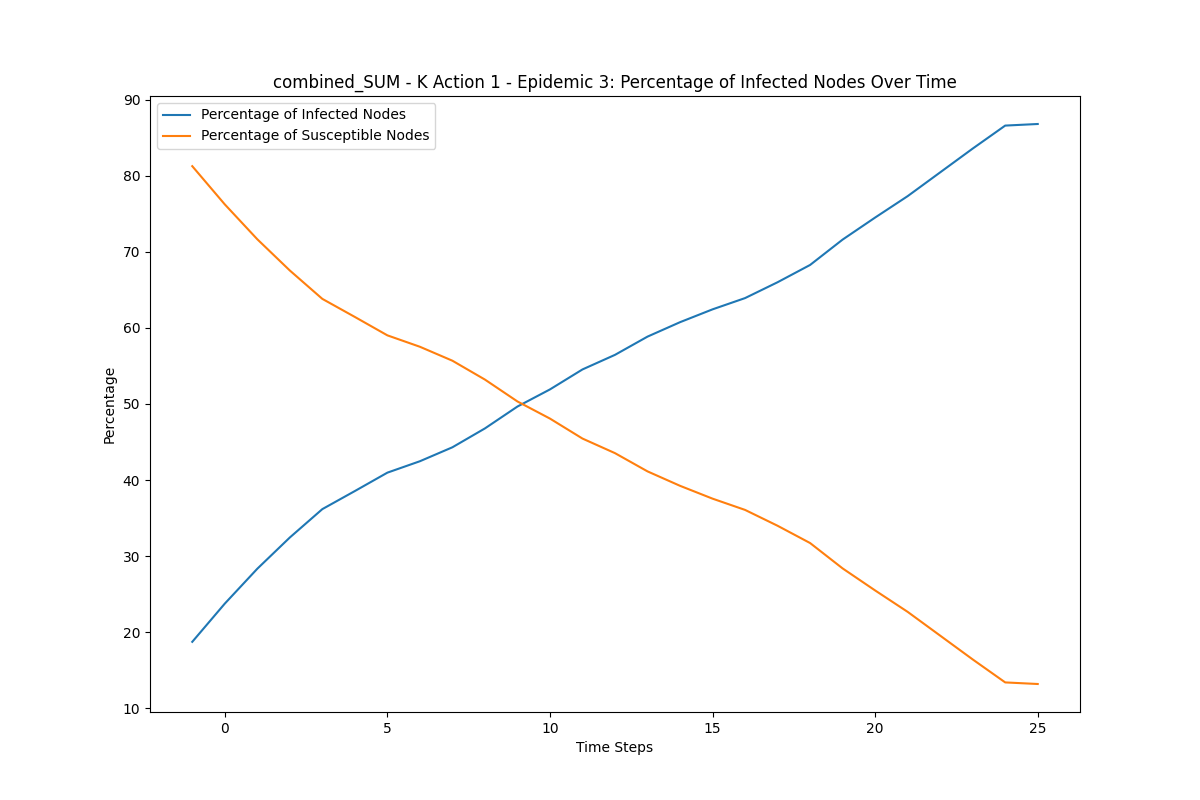 combined_SUM - K Action 1 - Epidemic 3: Percentage of Infected Nodes Over Time
Percentage of Infected Nodes
Percentage of Susceptible Nodes
90
80
70
60
50
40
30
20
10
Percentage
0 5 10 15 20 25
Time Steps